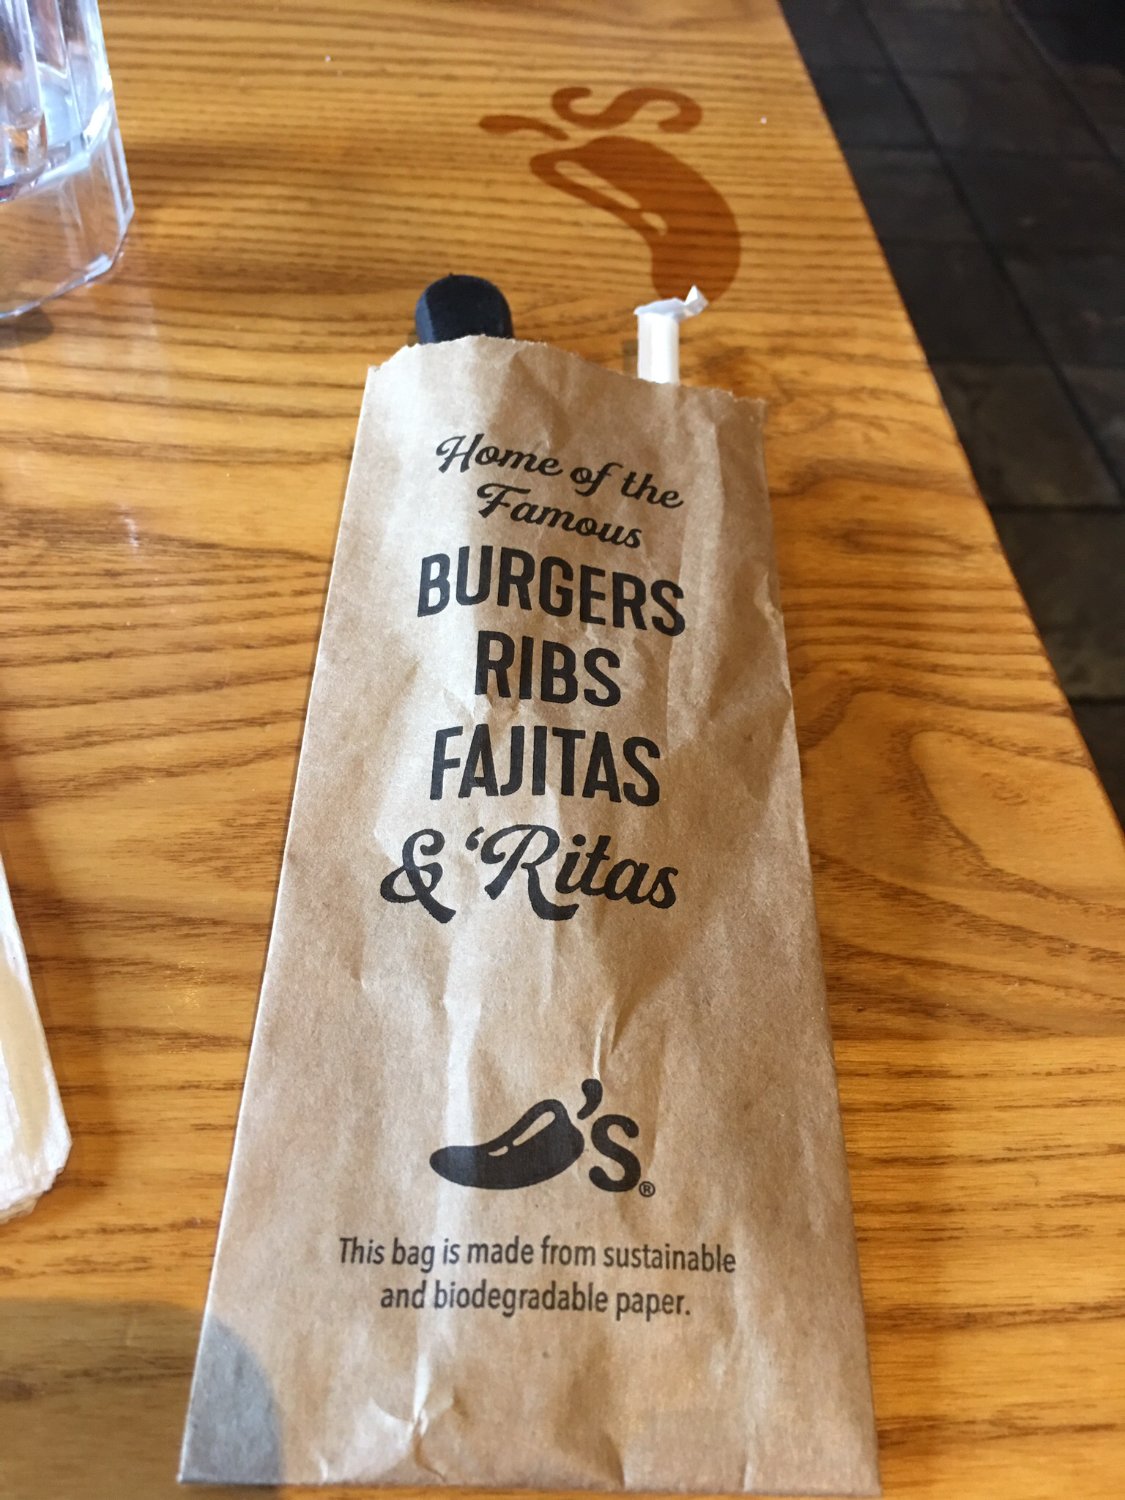 Home of the
Famous
BURGERS
RIBS
FAJITAS
& ‘Ritas
’s®
This bag is made from sustainable
and biodegradable paper.
's